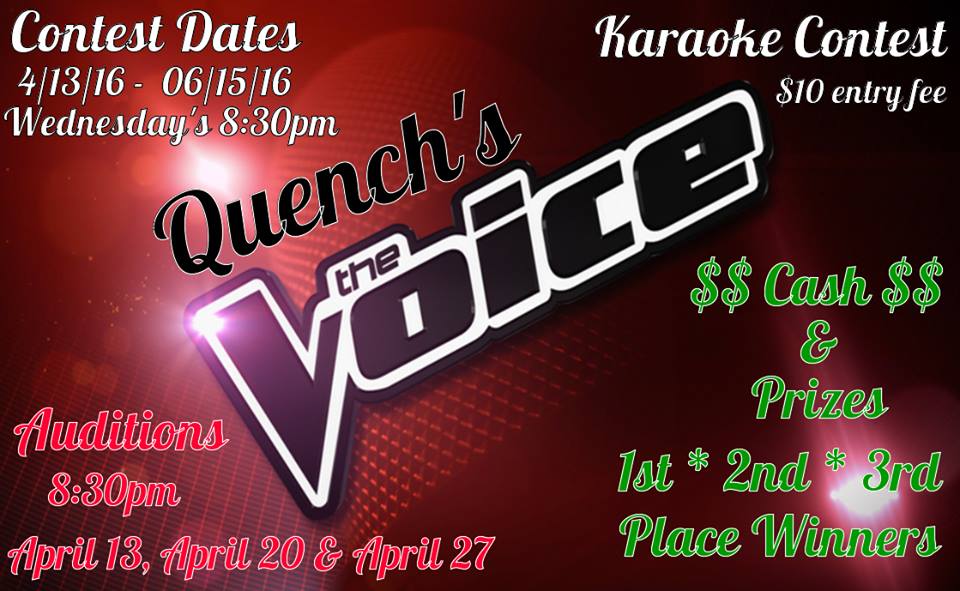 Contest Dates
4/13/16 - 06/15/16
Wednesday's 8:30pm
Karaoke Contest
$10 entry fee
Quench's
the
Voice
$$ Cash $$
&
Prizes
1st * 2nd * 3rd
Place Winners
Auditions
8:30pm
April 13, April 20 & April 27